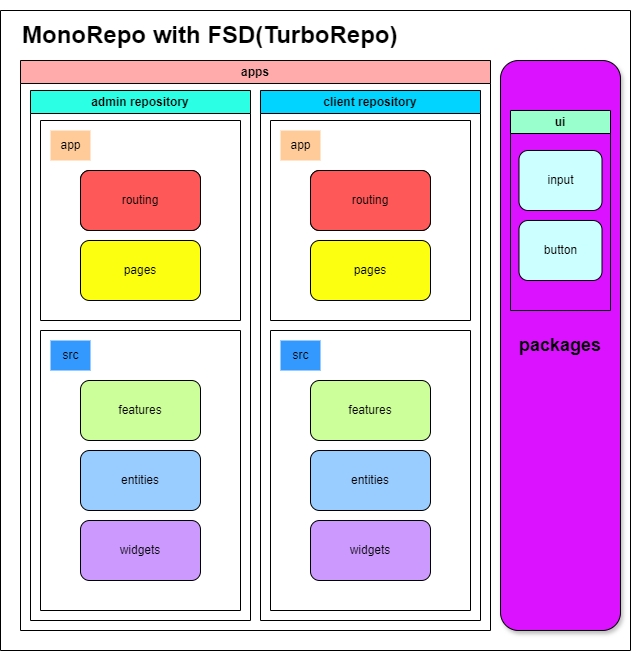 MonoRepo with FSD(TurboRepo)
apps
admin repository
app
routing
pages
src
features
entities
widgets
client repository
app
routing
pages
src
features
entities
widgets
ui
input
button
packages